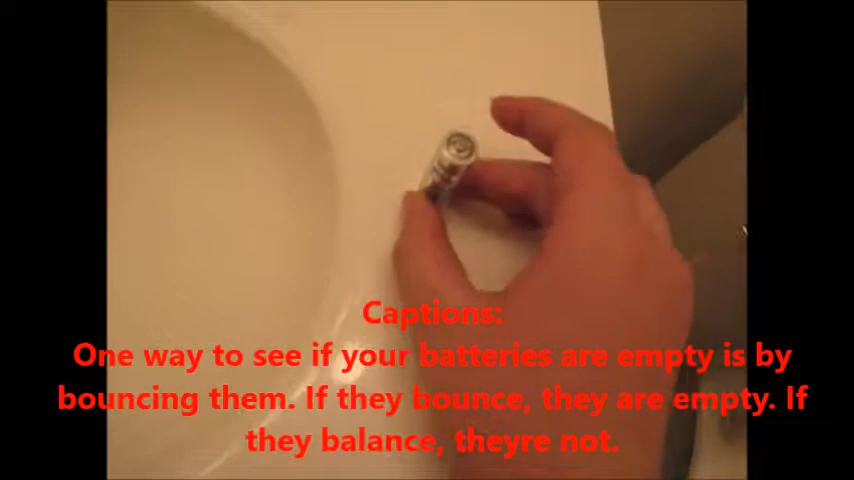 Captions:
One way to see if your batteries are empty is by
bouncing them. If they bounce, they are empty. If
they balance, theyre not.